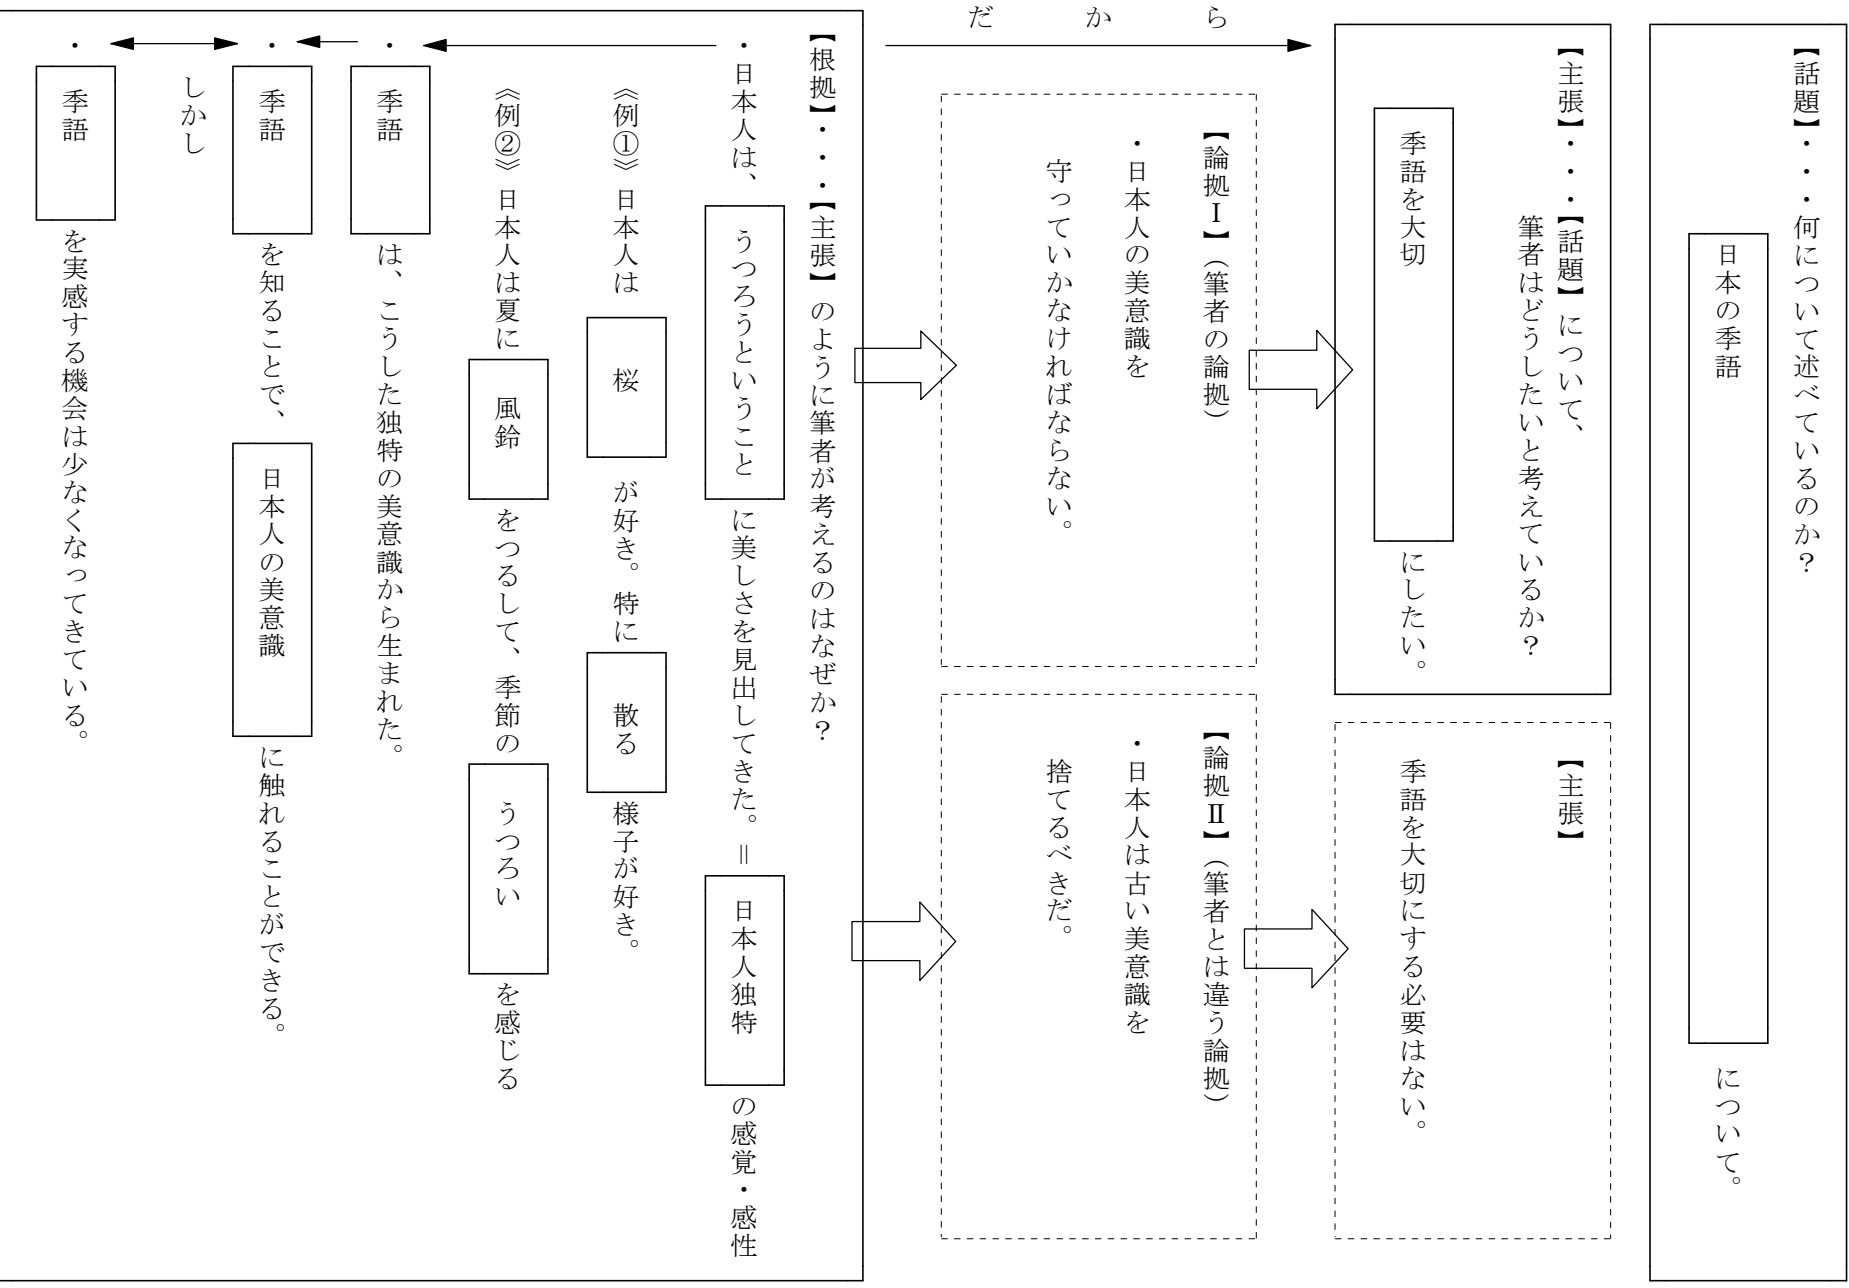 【話題】・・・何について述べているのか?
日本の季語 について。
【主張】・・・【話題】について、
筆者はどうしたいと考えているか?
季語を大切 にしたい。
【主張】
季語を大切にする必要はない。
だから
【論拠Ⅰ】(筆者の論拠)
・日本人の美意識を
守っていかなければならない。
【論拠Ⅱ】(筆者とは違う論拠)
・日本人は古い美意識を
捨てるべきだ。
【根拠】・・・【主張】のように筆者が考えるのはなぜか?
・日本人は、 うつろうということ に美しさを見出してきた。= 日本人独特 の感覚・感性
《例①》日本人は 桜 が好き。特に 散る 様子が好き。
《例②》日本人は夏に 風鈴 をつるして、季節の うつろい を感じる
・ 季語 は、こうした独特の美意識から生まれた。
・ 季語 を知ることで、 日本人の美意識 に触れることができる。
しかし
・ 季語 を実感する機会は少なくなってきている。